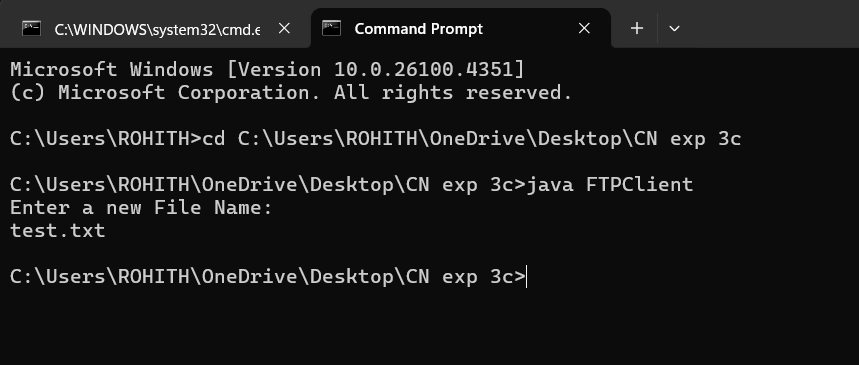 C:\WINDOWS\system32\cmd.e
Command Prompt
Microsoft Windows [Version 10.0.26100.4351]
(c) Microsoft Corporation. All rights reserved.
C:\Users\ROHITH>cd C:\Users\ROHITH\OneDrive\Desktop\CN exp 3c
C:\Users\ROHITH\OneDrive\Desktop\CN exp 3c>java FTPClient
Enter a new File Name:
test.txt
C:\Users\ROHITH\OneDrive\Desktop\CN exp 3c>